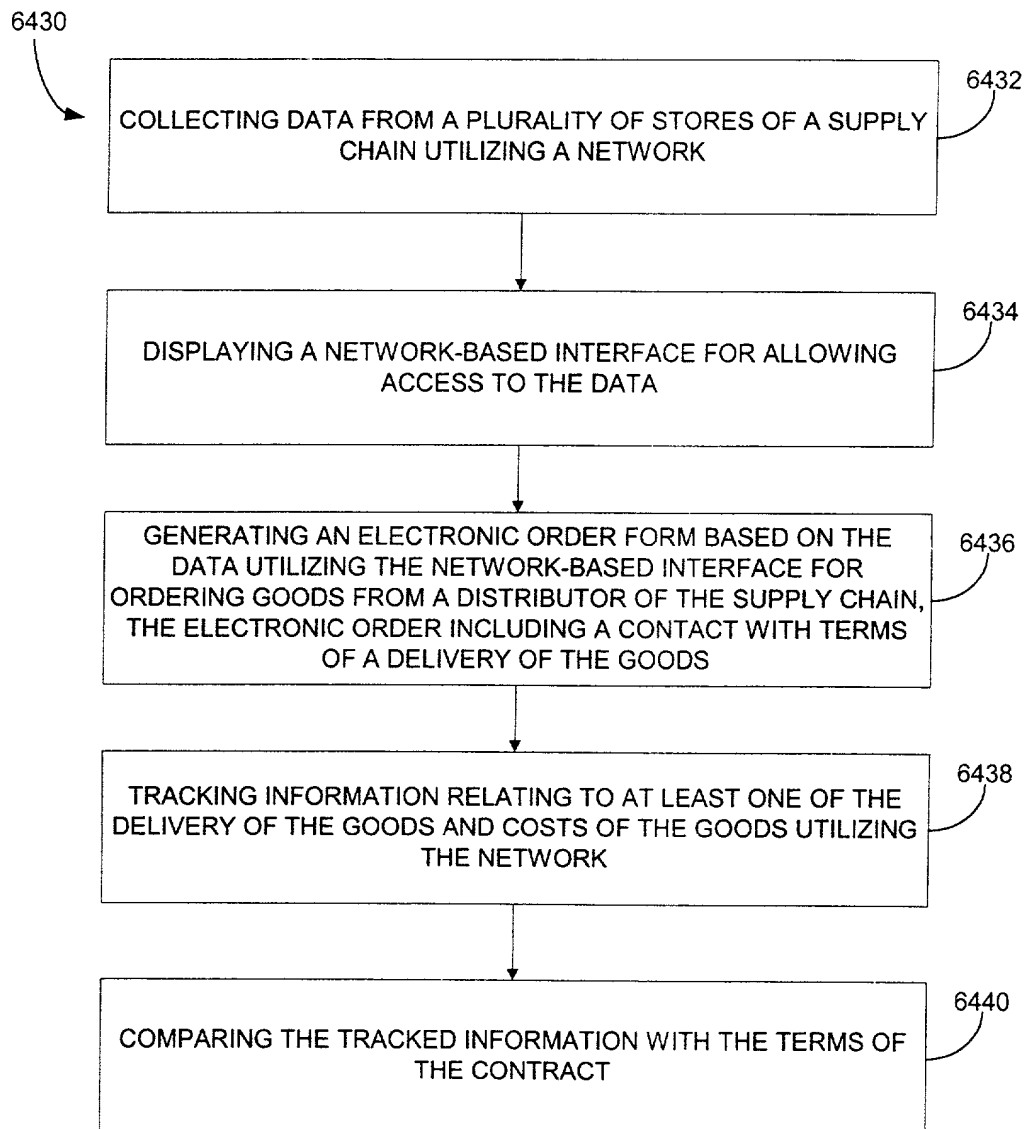 6430
6432
COLLECTING DATA FROM A PLURALITY OF STORES OF A SUPPLY
CHAIN UTILIZING A NETWORK
6434
DISPLAYING A NETWORK-BASED INTERFACE FOR ALLOWING
ACCESS TO THE DATA
6436
GENERATING AN ELECTRONIC ORDER FORM BASED ON THE
DATA UTILIZING THE NETWORK-BASED INTERFACE FOR
ORDERING GOODS FROM A DISTRIBUTOR OF THE SUPPLY CHAIN,
THE ELECTRONIC ORDER INCLUDING A CONTACT WITH TERMS
OF A DELIVERY OF THE GOODS
6438
TRACKING INFORMATION RELATING TO AT LEAST ONE OF THE
DELIVERY OF THE GOODS AND COSTS OF THE GOODS UTILIZING
THE NETWORK
6440
COMPARING THE TRACKED INFORMATION WITH THE TERMS OF
THE CONTRACT